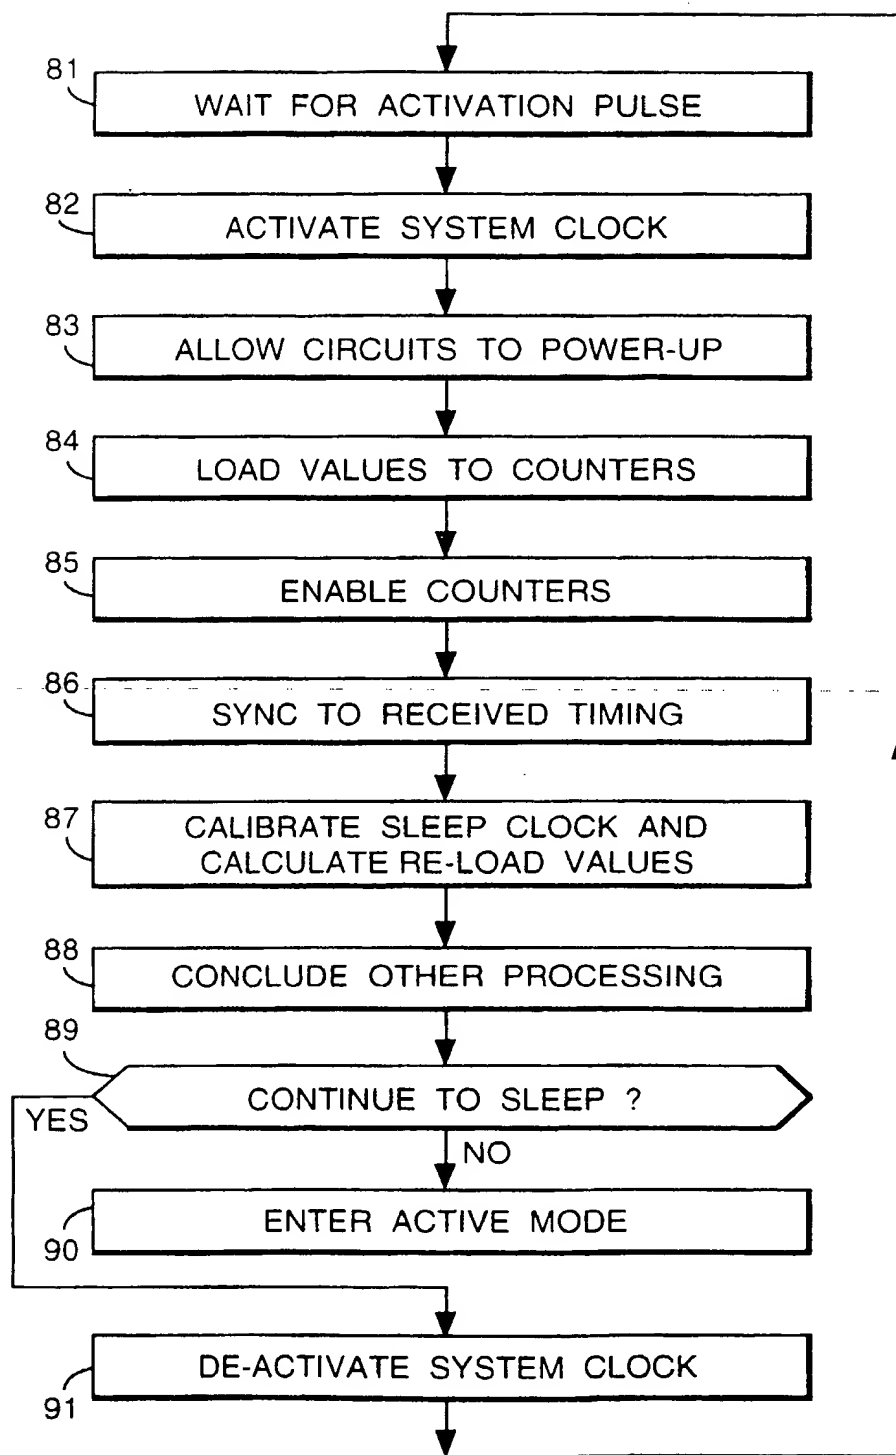 81
WAIT FOR ACTIVATION PULSE
82
ACTIVATE SYSTEM CLOCK
83
ALLOW CIRCUITS TO POWER-UP
84
LOAD VALUES TO COUNTERS
85
ENABLE COUNTERS
86
SYNC TO RECEIVED TIMING
87
CALIBRATE SLEEP CLOCK AND
CALCULATE RE-LOAD VALUES
88
CONCLUDE OTHER PROCESSING
89
CONTINUE TO SLEEP ?
YES
NO
ENTER ACTIVE MODE
90
DE-ACTIVATE SYSTEM CLOCK
91